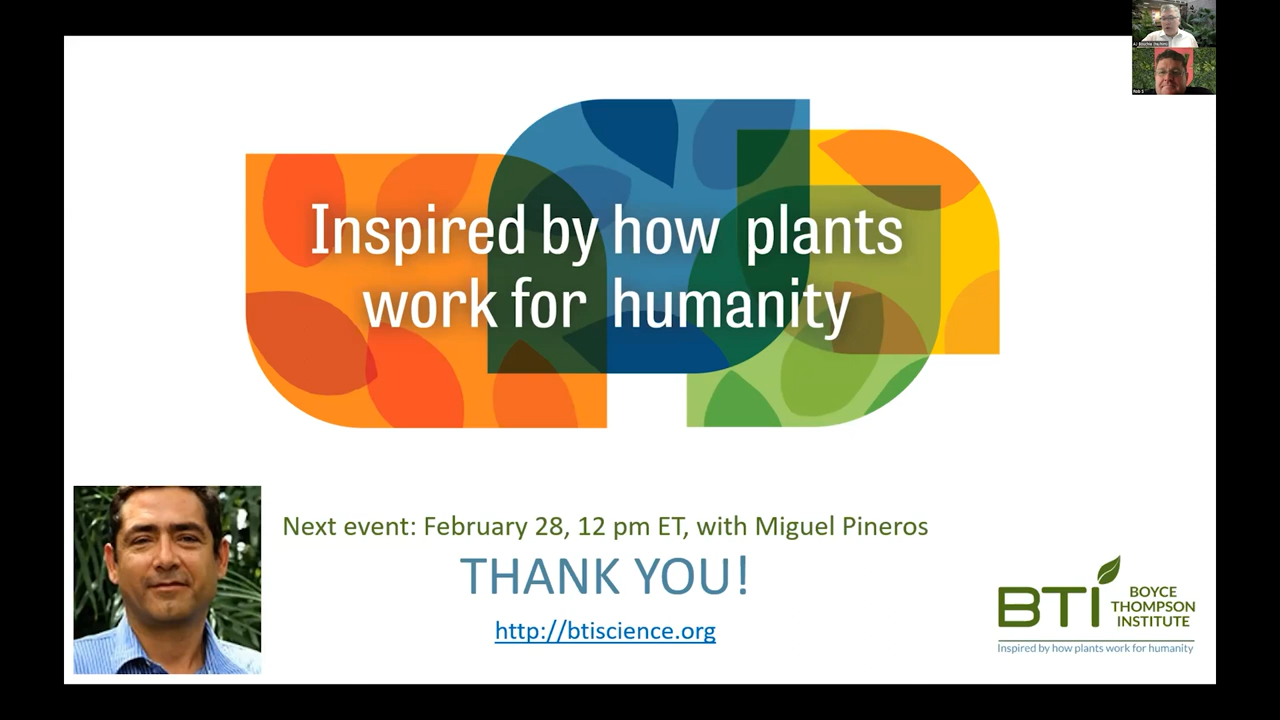 Inspired by how plants
work for humanity
Next event: February 28, 12 pm ET, with Miguel Pineros
THANK YOU!
http://btiscience.org
BTI
BOYCE
THOMPSON
INSTITUTE
Inspired by how plants work for humanity